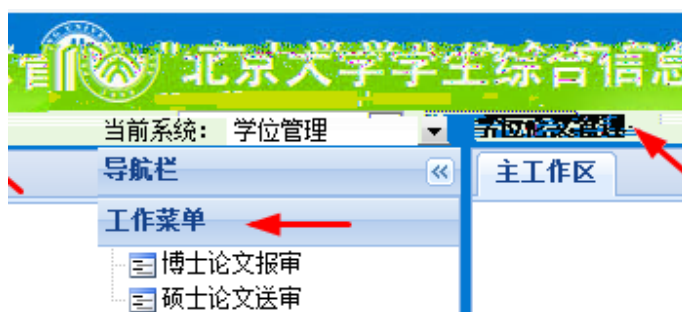 北京大学学生综合信息
当前系统： 学位管理
导航栏
主工作区
工作菜单
博士论文报审
硕士论文送审